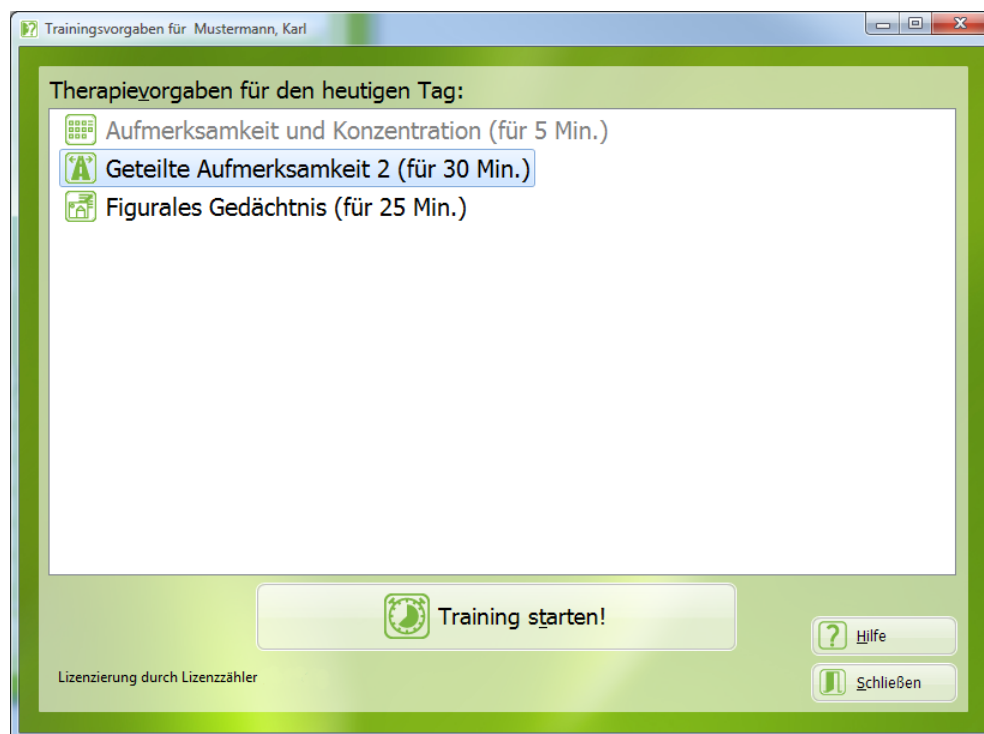 Trainingsvorgaben für Mustermann, Karl
Therapievorgaben für den heutigen Tag:
Aufmerksamkeit und Konzentration (für 5 Min.)
Geteilte Aufmerksamkeit 2 (für 30 Min.)
Figurales Gedächtnis (für 25 Min.)
Training starten!
Hilfe
Lizenzierung durch Lizenzzähler
Schließen